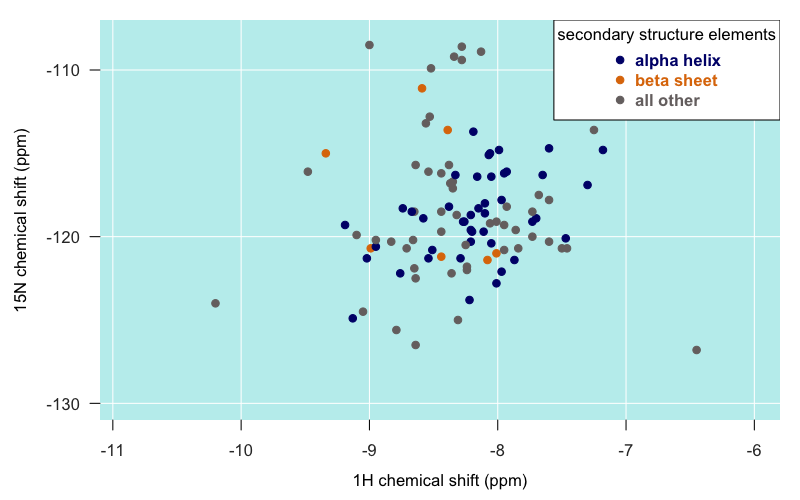 secondary structure elements
alpha helix
beta sheet
all other
15N chemical shift (ppm)
-110
-120
-130
-11
-10
-9
-8
-7
-6
1H chemical shift (ppm)